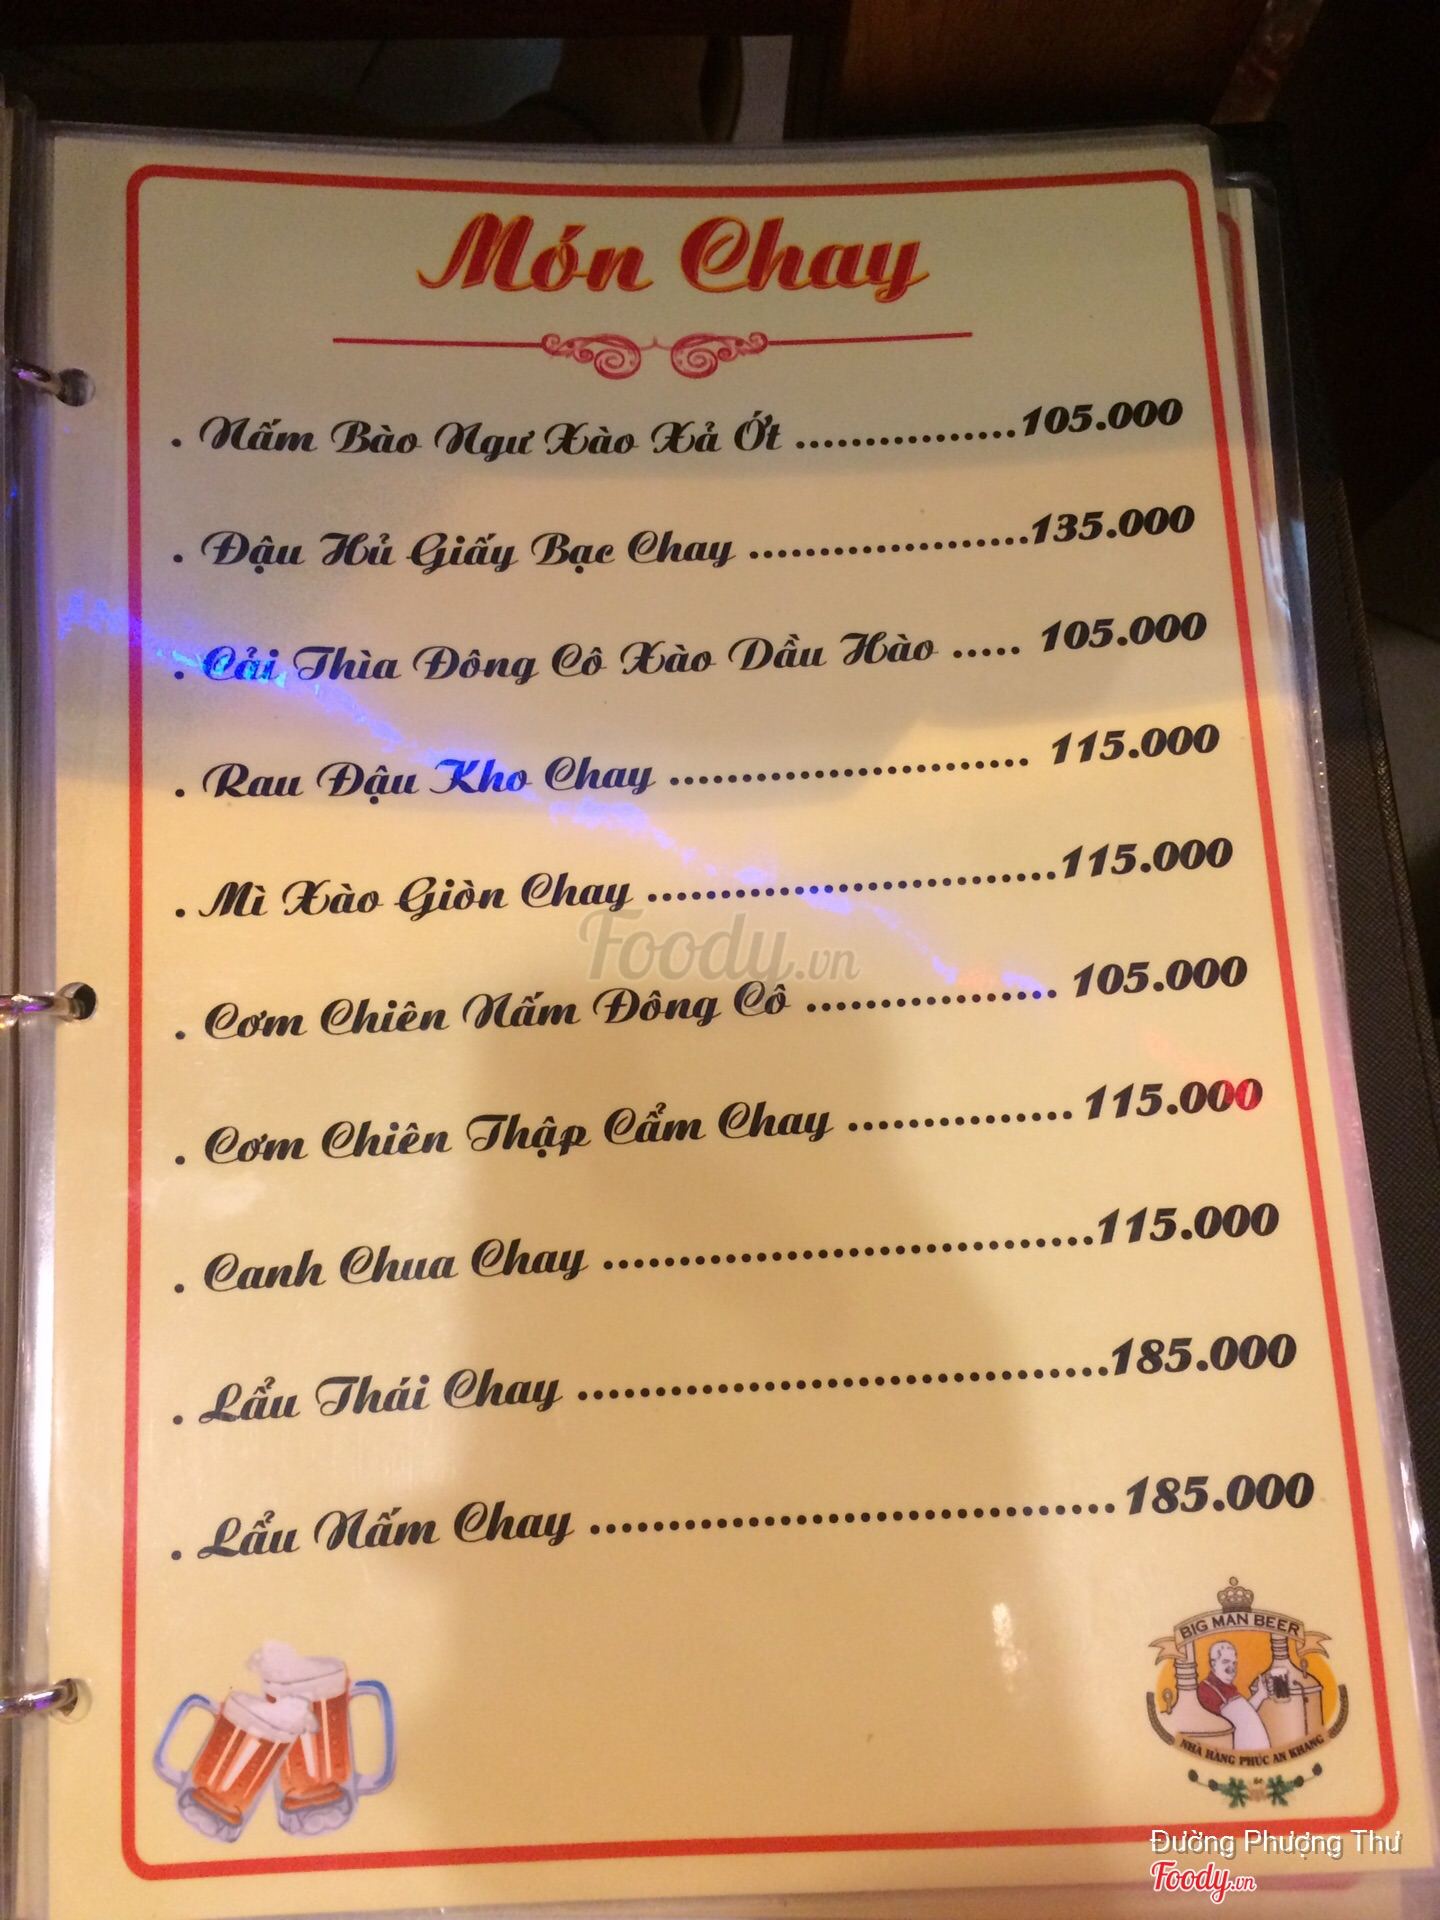 Món Chay
. Nấm Bào Ngư Xào Xả Ớt ................105.000
. Đậu Hủ Giấy Bạc Chay ....................135.000
. Cải Thìa Đông Cô Xào Dầu Hào ..... 105.000
. Rau Đậu Kho Chay ......................... 115.000
. Mì Xào Giòn Chay .............................115.000
. Cơm Chiên Nấm Đông Cô .................. 105.000
. Cơm Chiên Thập Cẩm Chay ............... 115.000
. Canh Chua Chay ..................................115.000
. Lẩu Thái Chay .....................................185.000
. Lẩu Nấm Chay ..................................... 185.000
Foody.vn
BIG MAN BEER
NHÀ HÀNG PHÚC AN KHANG
Đường Phượng Thư
Foody.vn